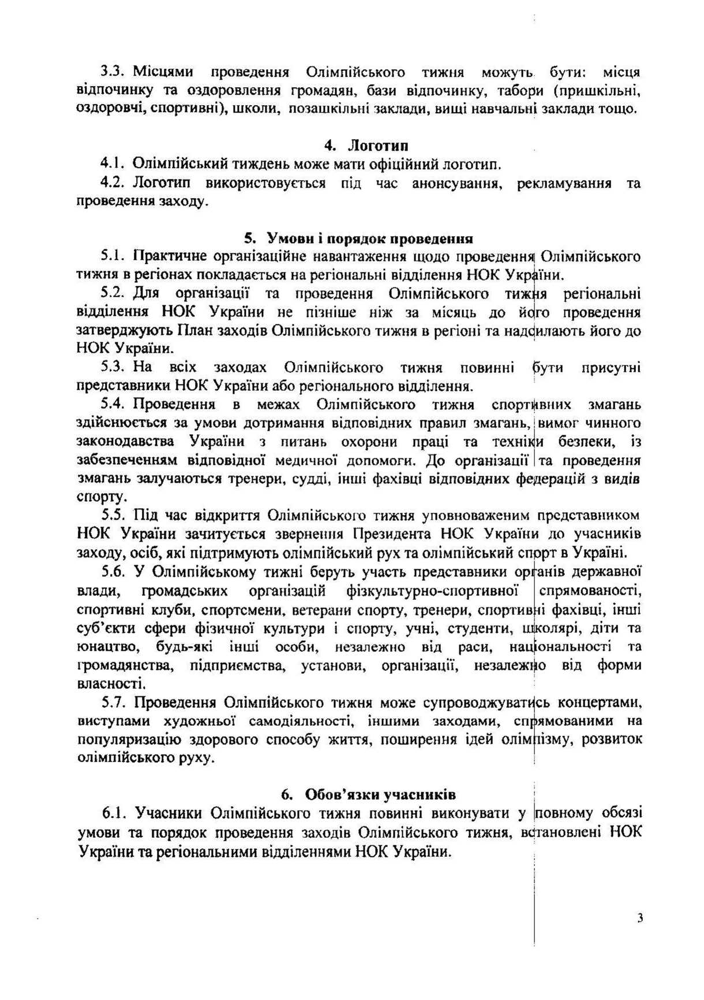 3.3. Місцями проведення Олімпійського тижня можуть бути: місця
відпочинку та оздоровлення громадян, бази відпочинку, табори (пришкільні,
оздоровчі, спортивні), школи, позашкільні заклади, вищі навчальні заклади тощо.
4. Логотип
4.1. Олімпійський тиждень може мати офіційний логотип.
4.2. Логотип використовується під час анонсування, рекламування та
проведення заходу.
5. Умови і порядок проведення
5.1. Практичне організаційне навантаження щодо проведення Олімпійського
тижня в регіонах покладається на регіональні відділення НОК України.
5.2. Для організації та проведення Олімпійського тижня регіональні
відділення НОК України не пізніше ніж за місяць до його проведення
затверджують План заходів Олімпійського тижня в регіоні та надсилають його до
НОК України.
5.3. На всіх заходах Олімпійського тижня повинні бути присутні
представники НОК України або регіонального відділення.
5.4. Проведення в межах Олімпійського тижня спортивних змагань
здійснюється за умови дотримання відповідних правил змагань, вимог чинного
законодавства України з питань охорони праці та техніки безпеки, із
забезпеченням відповідної медичної допомоги. До організації та проведення
змагань залучаються тренери, судді, інші фахівці відповідних федерацій з видів
спорту.
5.5. Під час відкриття Олімпійського тижня уповноваженим представником
НОК України зачитується звернення Президента НОК України до учасників
заходу, осіб, які підтримують олімпійський рух та олімпійський спорт в Україні.
5.6. У Олімпійському тижні беруть участь представники органів державної
влади, громадських організацій фізкультурно-спортивної спрямованості,
спортивні клуби, спортсмени, ветерани спорту, тренери, спортивні фахівці, інші
суб’єкти сфери фізичної культури і спорту, учні, студенти, школярі, діти та
юнацтво, будь-які інші особи, незалежно від раси, національності та
громадянства, підприємства, установи, організації, незалежно від форми
власності.
5.7. Проведення Олімпійського тижня може супроводжуватись концертами,
виступами художньої самодіяльності, іншими заходами, спрямованими на
популяризацію здорового способу життя, поширення ідей олімпізму, розвиток
олімпійського руху.
6. Обов’язки учасників
6.1. Учасники Олімпійського тижня повинні виконувати у повному обсязі
умови та порядок проведення заходів Олімпійського тижня, встановлені НОК
України та регіональними відділеннями НОК України.
3